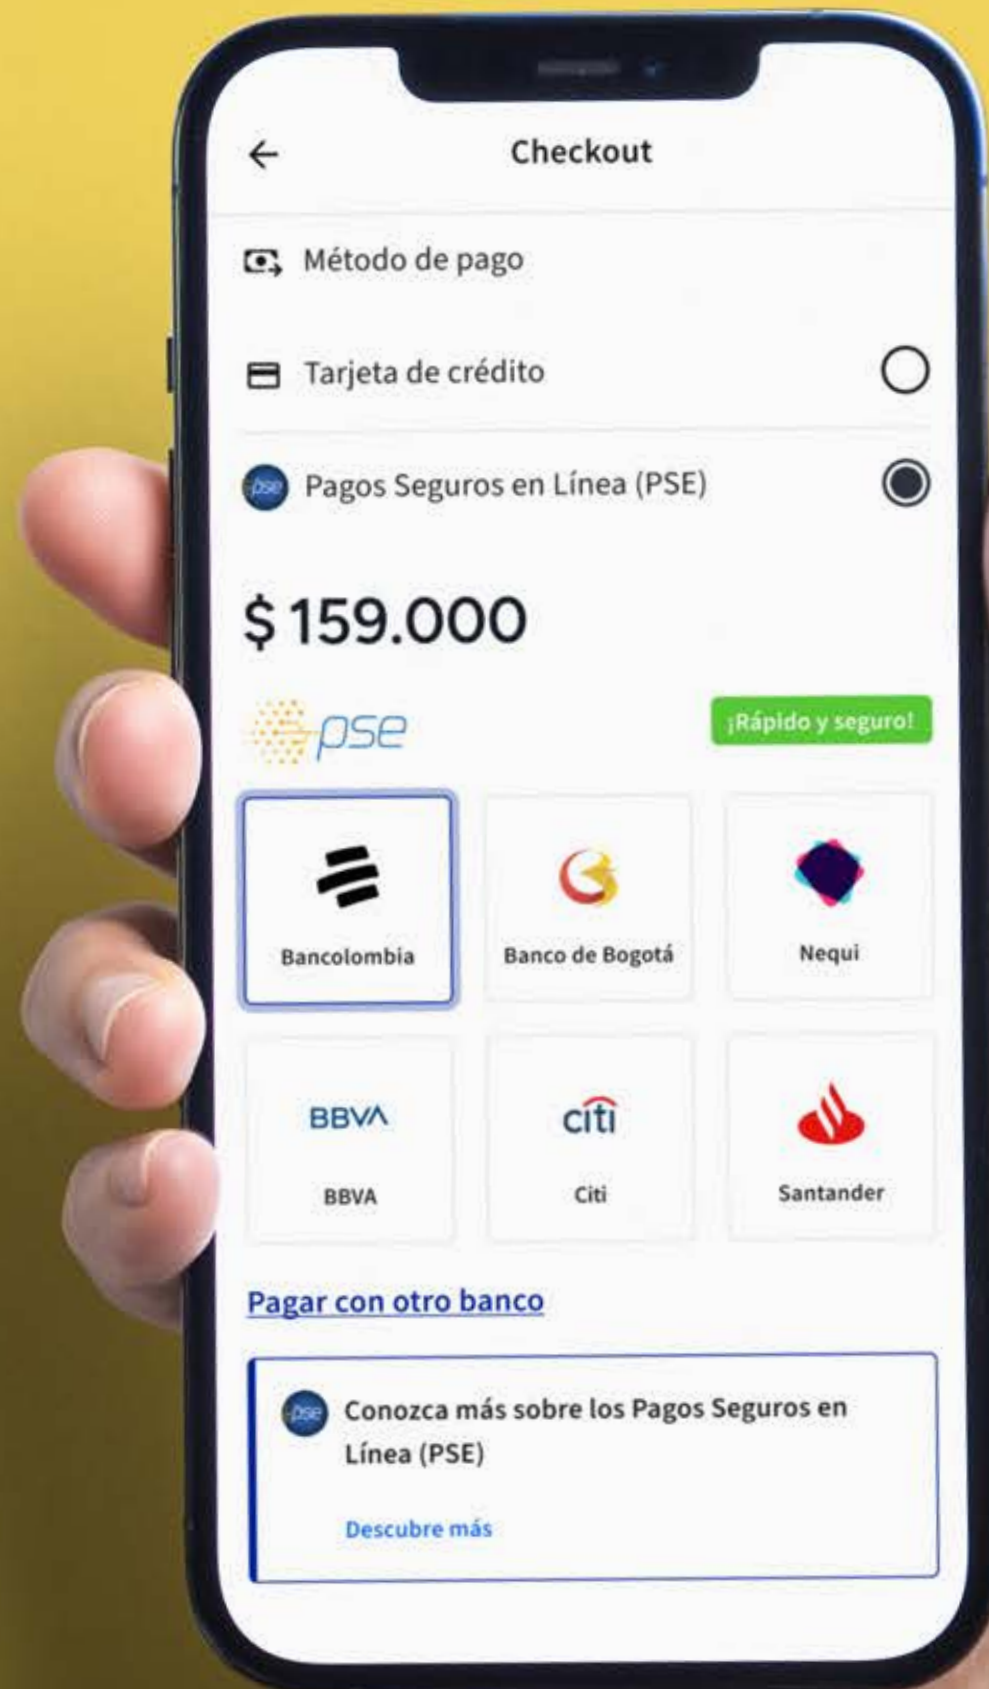 Checkout
Método de pago
Tarjeta de crédito
pse
Pagos Seguros en Línea (PSE)
$ 159.000
pse
¡Rápido y seguro!
Bancolombia
Banco de Bogotá
Nequi
BBVA
citi
BBVA
Citi
Santander
Pagar con otro banco
pse
Conozca más sobre los Pagos Seguros en
Línea (PSE)
Descubre más